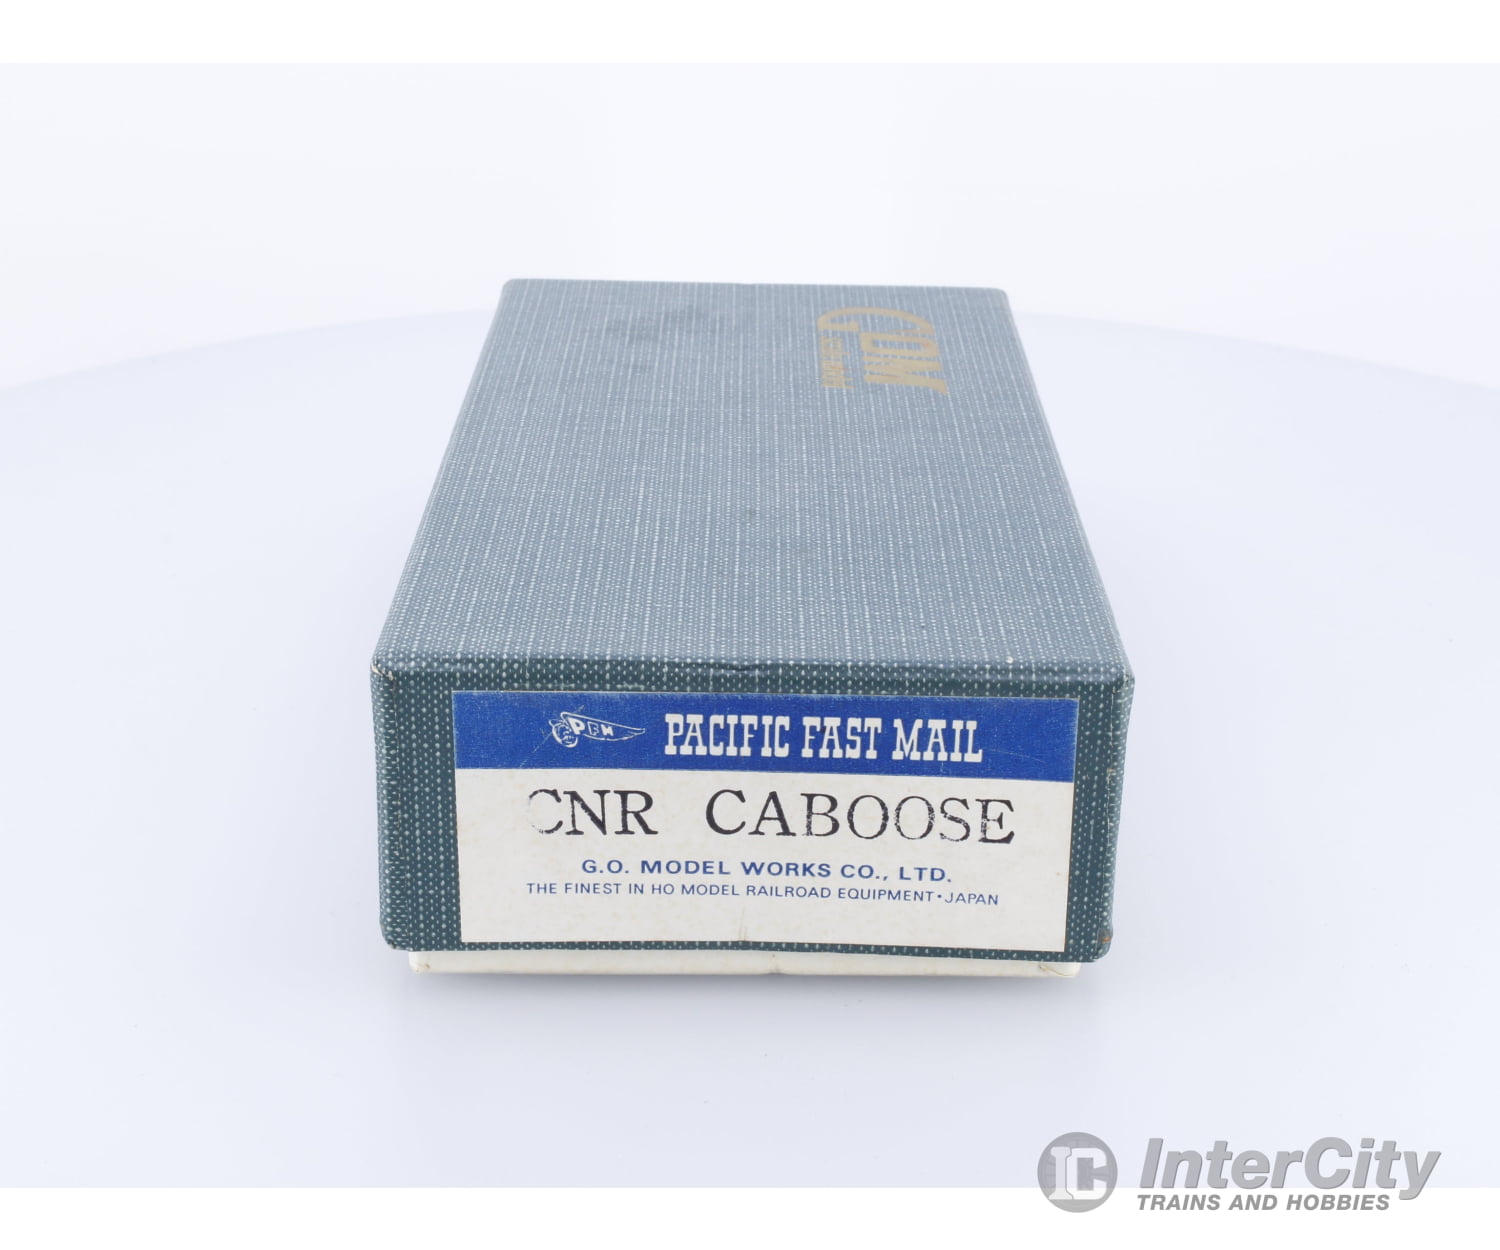 GOM
PFM
PACIFIC FAST MAIL
CNR CABOOSE
G.O. MODEL WORKS CO., LTD.
THE FINEST IN HO MODEL RAILROAD EQUIPMENT • JAPAN
IC InterCity
TRAINS AND HOBBIES